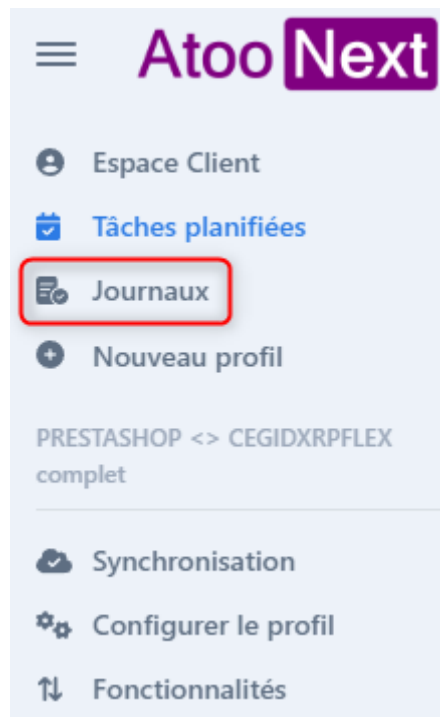 Atoo Next
Espace Client
Tâches planifiées
Journaux
Nouveau profil
PRESTASHOP <> CEGIDXRPFLEX
complet
Synchronisation
Configurer le profil
Fonctionnalités